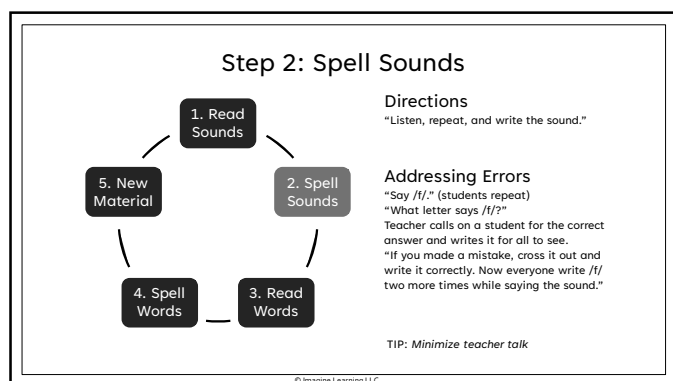 Step 2: Spell Sounds
1. Read
Sounds
2. Spell
Sounds
3. Read
Words
4. Spell
Words
5. New
Material
Directions
“Listen, repeat, and write the sound.”
Addressing Errors
“Say /f/.” (students repeat)
“What letter says /f/?”
Teacher calls on a student for the correct
answer and writes it for all to see.
“If you made a mistake, cross it out and
write it correctly. Now everyone write /f/
two more times while saying the sound.”
TIP: Minimize teacher talk
© Imagine Learning LLC